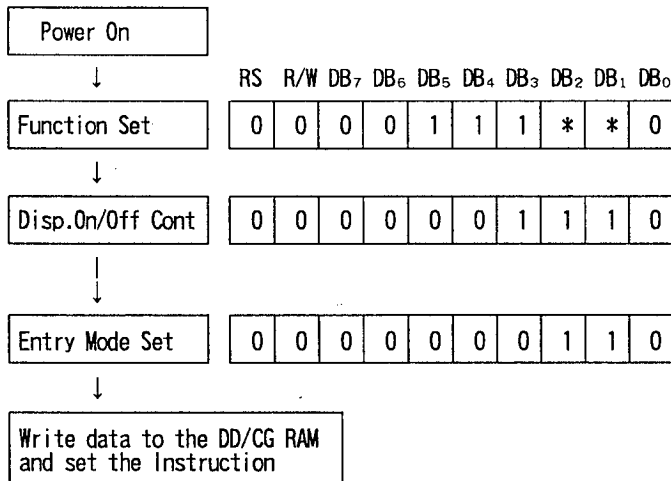 Power On
RS R/W DB₇ DB₆ DB₅ DB₄ DB₃ DB₂ DB₁ DB₀
Function Set 0 0 0 0 1 1 1 * * 0
Disp.On/Off Cont 0 0 0 0 0 0 1 1 1 0
Entry Mode Set 0 0 0 0 0 0 0 1 1 0
Write data to the DD/CG RAM
and set the Instruction